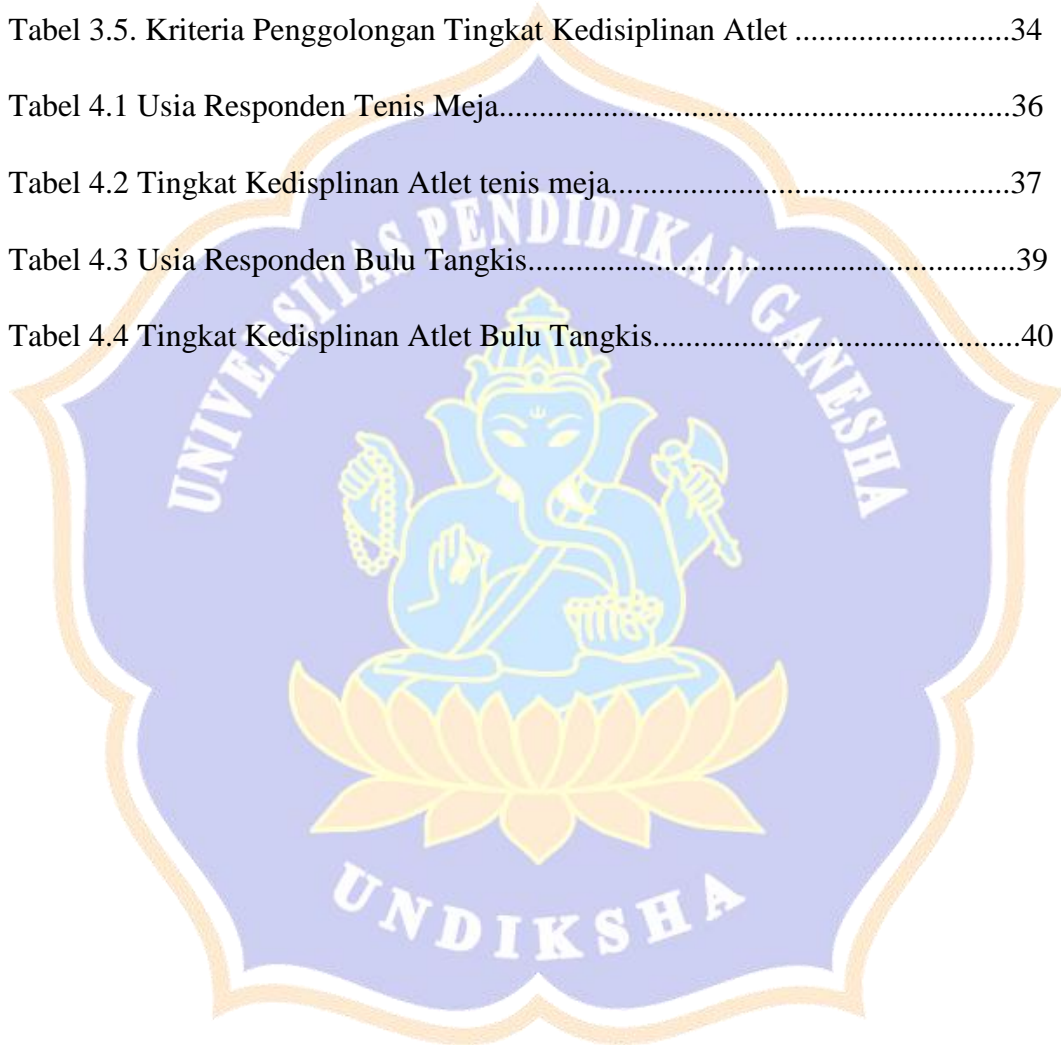 Tabel 3.5. Kriteria Penggolongan Tingkat Kedisiplinan Atlet .............................34
Tabel 4.1 Usia Responden Tenis Meja..............................................................36
Tabel 4.2 Tingkat Kedisplinan Atlet tenis meja....................................................37
Tabel 4.3 Usia Responden Bulu Tangkis..............................................................39
Tabel 4.4 Tingkat Kedisplinan Atlet Bulu Tangkis............................................40
UNIVERSITAS PENDIDIKAN GANESHA
UNDIKSHA